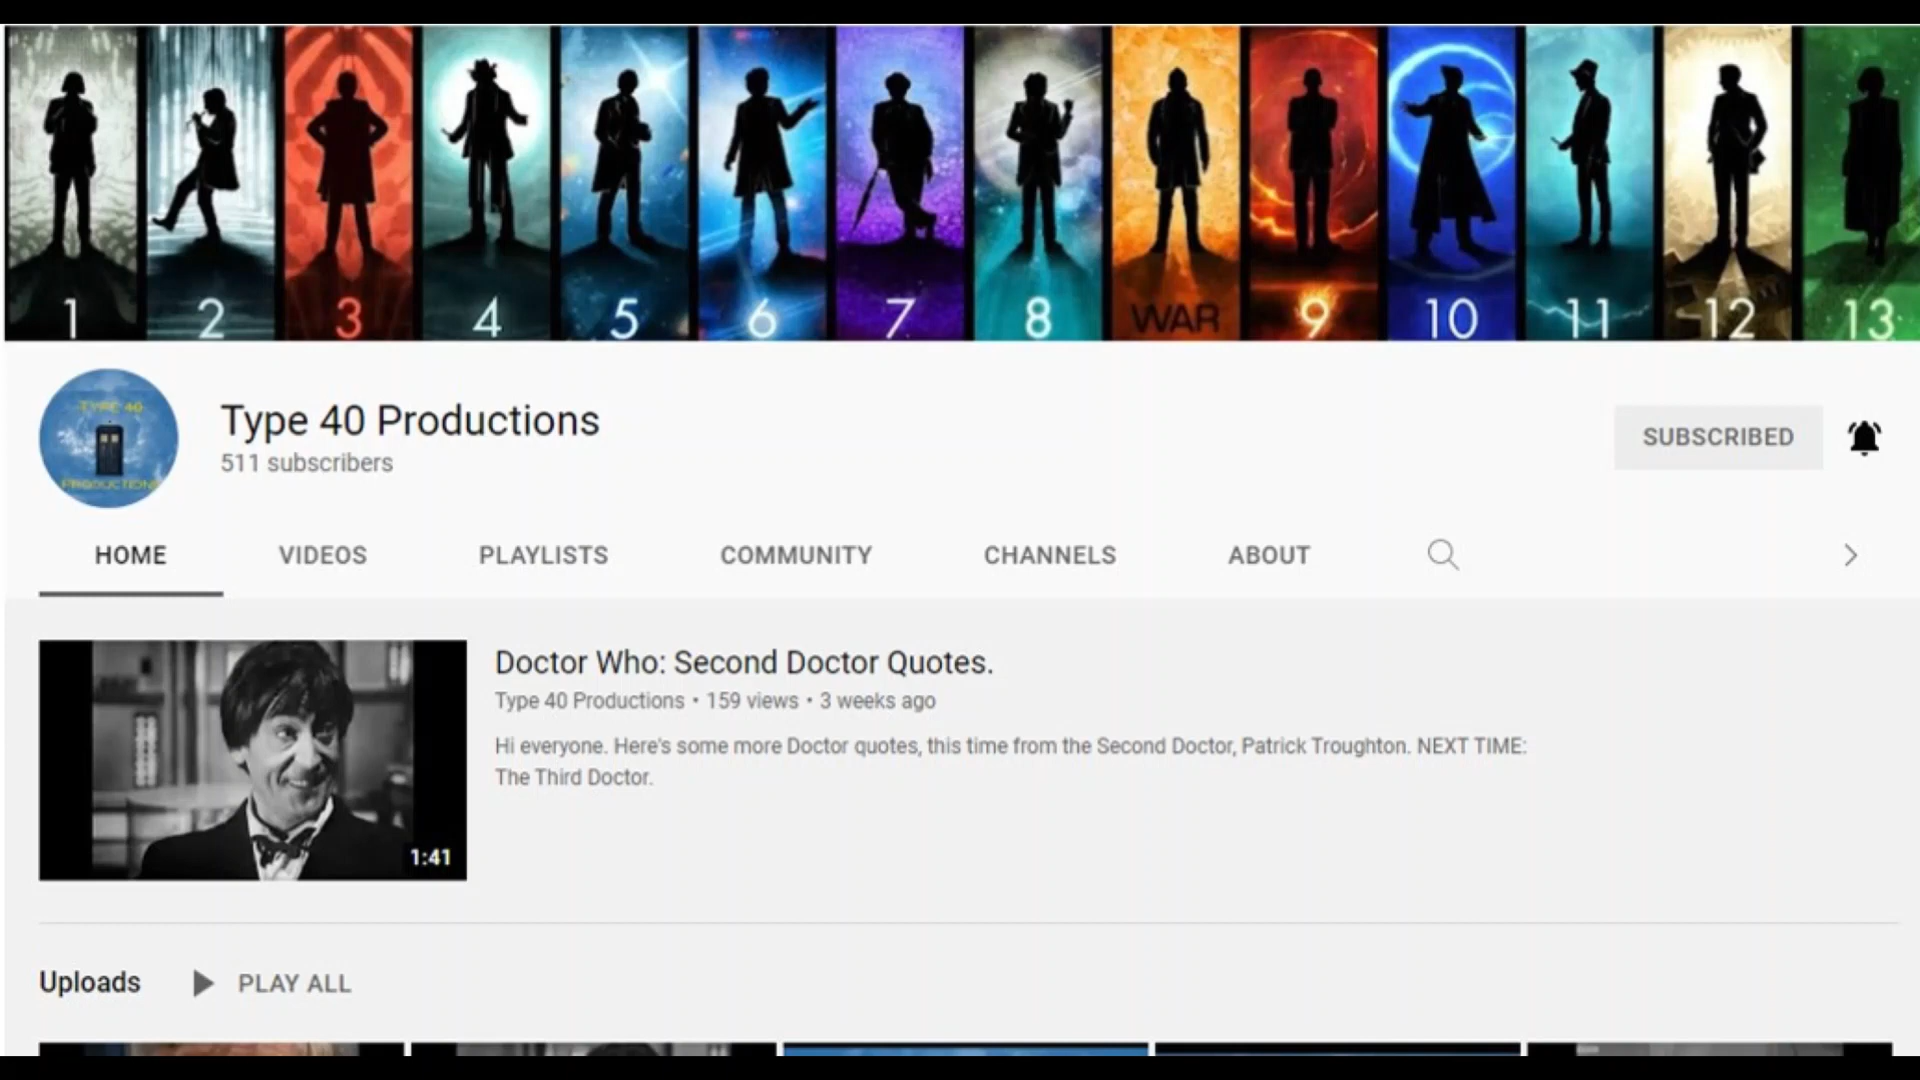 1 2 3 4 5 6 7 8 WAR 9 10 11 12 13
TYPE 40
PRODUCTIONS
Type 40 Productions
511 subscribers
SUBSCRIBED
HOME VIDEOS PLAYLISTS COMMUNITY CHANNELS ABOUT
Doctor Who: Second Doctor Quotes.
Type 40 Productions • 159 views • 3 weeks ago
Hi everyone. Here's some more Doctor quotes, this time from the Second Doctor, Patrick Troughton. NEXT TIME:
The Third Doctor.
1:41
Uploads PLAY ALL